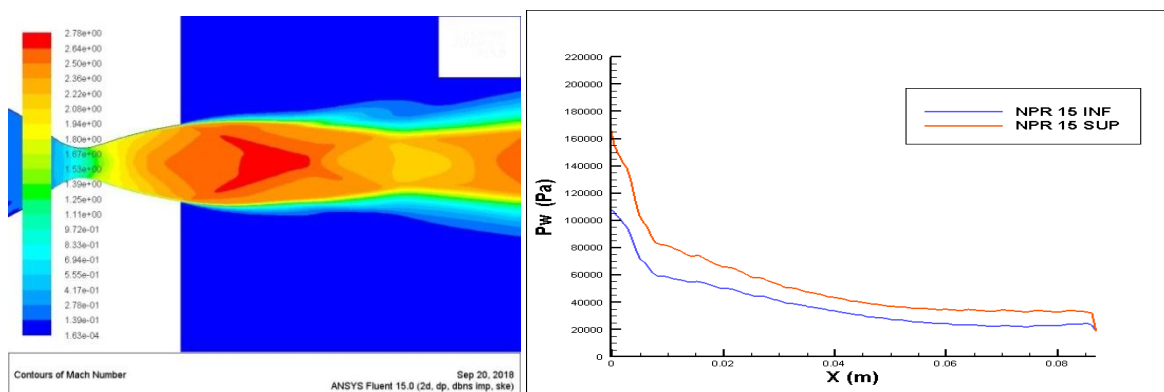 2.78e+00
2.64e+00
2.50e+00
2.36e+00
2.22e+00
2.08e+00
1.94e+00
1.80e+00
1.67e+00
1.53e+00
1.39e+00
1.25e+00
1.11e+00
9.72e-01
8.33e-01
6.94e-01
5.55e-01
4.17e-01
2.78e-01
1.39e-01
1.63e-04
Contours of Mach Number
Sep 20, 2018
ANSYS Fluent 15.0 (2d, dp, dbns imp, ske)
220000
200000
180000
160000
140000
120000
100000
80000
60000
40000
20000
0
Pw (Pa)
0
0.02
0.04
0.06
0.08
X (m)
NPR 15 INF
NPR 15 SUP